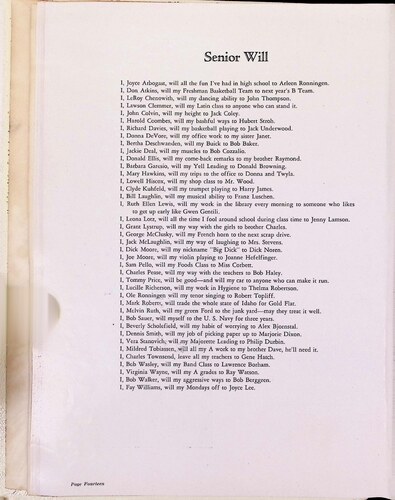 Senior Will
I, Joyce Arbogast, will all the fun I've had in high school to Arleen Ronningen.
I, Don Atkins, will my Freshman Basketball Team to next year's B Team.
I, LeRoy Chenowith, will my dancing ability to John Thompson.
I, Lawson Clemmer, will my Latin class to anyone who can stand it.
I, John Colvin, will my height to Jack Coley.
I, Harold Coombes, will my bashful ways to Hubert Stroh.
I, Richard Davies, will my basketball playing to Jack Underwood.
I, Donna DeVore, will my office work to my sister Janet.
I, Bertha Deschwanden, will my Buick to Bob Baker.
I, Jackie Deal, will my muscles to Bob Cozzalio.
I, Donald Ellis, will my come-back remarks to my brother Raymond.
I, Barbara Garsaio, will my Yell Leading to Donald Browning.
I, Mary Hawkins, will my trips to the office to Donna and Twyla.
I, Lowell Hixon, will my shop class to Mr. Wood.
I, Clyde Kuhfeld, will my trumpet playing to Harry James.
I, Bill Laughlin, my musical ability to Franz Luschen.
I, Ruth Ellen Lewis, will my work in the library every morning to someone who likes
to get up early like Gwen Gentili.
I, Leana Lotz, will all the time I fool around school during class time to Jenny Lamson.
I, Grant Lystrup, will my way with the girls to brother Charles.
I, George McClusky, will my French horn to the next scrap drive.
I, Jack McLaughlin, will my way of laughing to Mrs. Stevens.
I, Dick Moore, will my nickname "Big Dick" to Dick Nosen.
I, Joe Moore, will my violin playing to Joanne Hefelfinger.
I, Sam Pello, will my Foods Class to Miss Corbett.
I, Charles Pease, will my way with the teachers to Bob Haley.
I, Tommy Price, will be good—and will my car to anyone who can make it run.
I, Lucille Richerson, will my work in Hygiene to Thelma Robertson.
I, Ole Ronningen will my tenor singing to Robert Topliff.
I, Mark Roberts, will trade the whole state of Idaho for Gold Flat.
I, Melvin Ruth, will my green Ford to the junk yard—may they treat it well.
I, Bob Sauer, will myself to the U. S. Navy for three years.
I, Beverly Scholefield, will my habit of worrying to Alex Bjoennal.
I, Dennis Smith, will my job of picking paper up to Marjorie Dixon.
I, Vera Stanovich, will my Majorette Leading to Philip Durbin.
I, Mildred Tobiassen, will all my A work to my brother Dave, he'll need it.
I, Charles Townsend, leave all my teachers to Gene Hatch.
I, Bob Wasley, will my Band Class to Lawrence Borham.
I, Virginia Wayne, will my A grades to Ray Watson.
I, Bob Walker, will my aggressive ways to Bob Berggren.
I, Fay Williams, will my Mondays off to Joyce Lee.
Page Fourteen